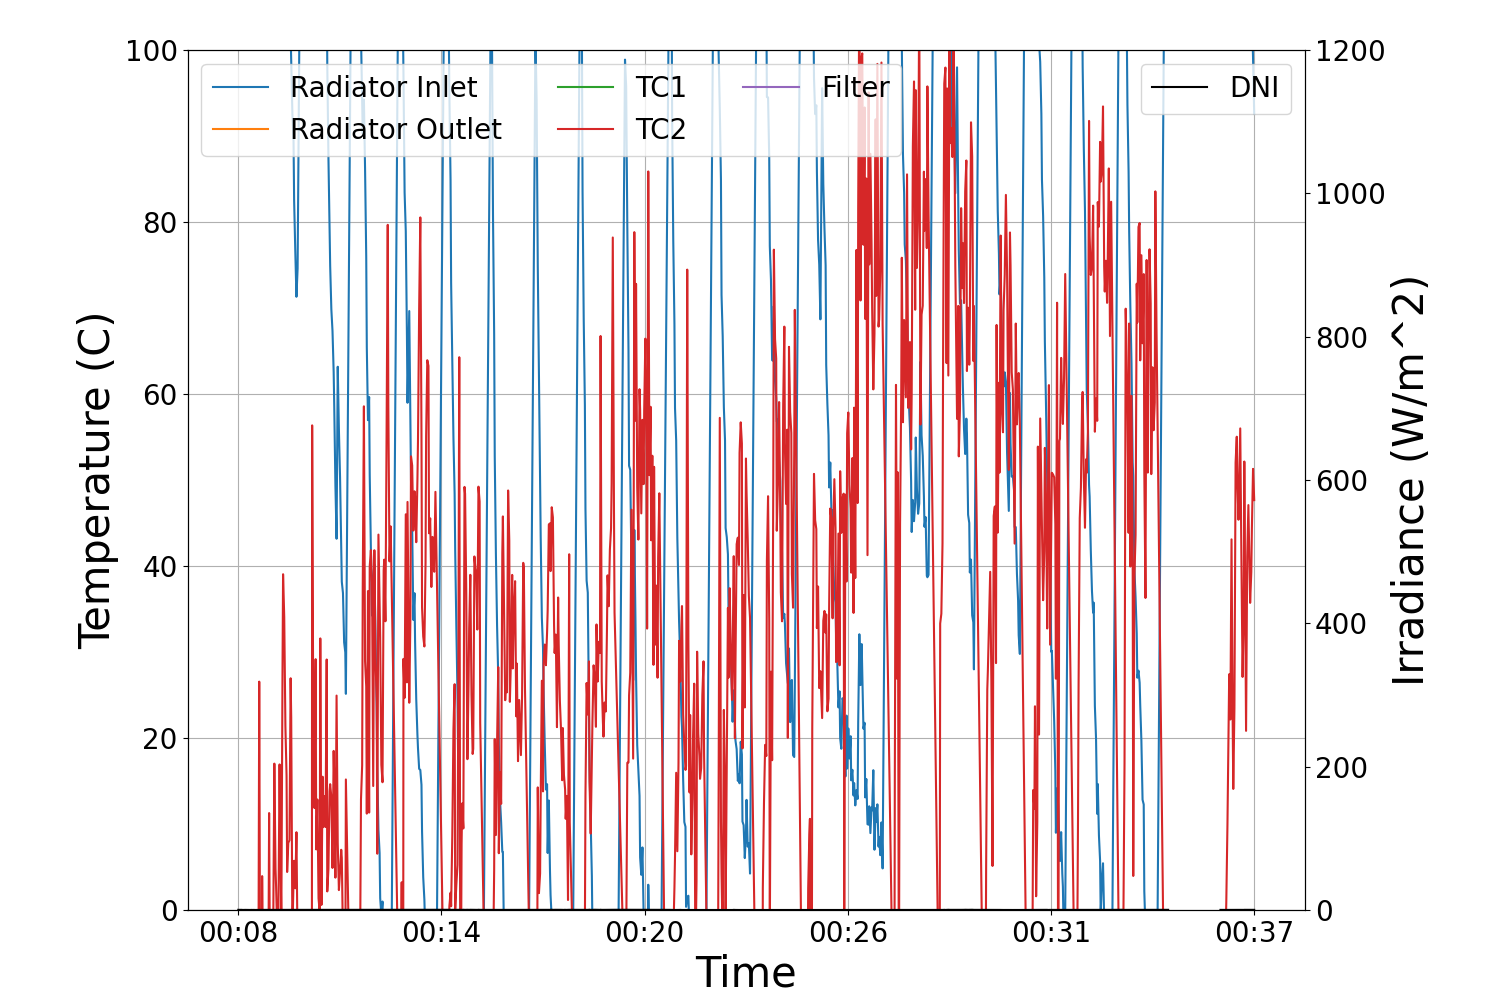 100
80
60
40
20
0
Temperature (C)
Radiator Inlet
Radiator Outlet
TC1
TC2
Filter
DNI
1200
1000
800
600
400
200
0
Irradiance (W/m^2)
00:08 00:14 00:20 00:26 00:31 00:37
Time